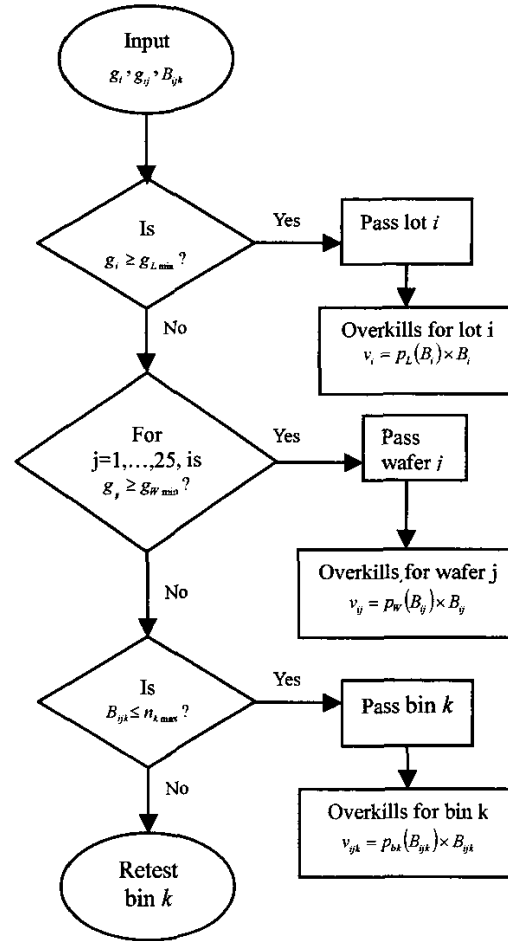 Input
g_i, g_ij, B_ijk
Is
g_i ≥ g_L min ?
Yes
Pass lot i
Overkills for lot i
v_i = p_L(B_i) × B_i
No
For
j=1,…,25, is
g_ij ≥ g_W min ?
Yes
Pass
wafer j
Overkills for wafer j
v_ij = p_W(B_ij) × B_ij
No
Is
B_ijk ≤ n_k max ?
Yes
Pass bin k
Overkills for bin k
v_ijk = p_bk(B_ijk) × B_ijk
No
Retest
bin k